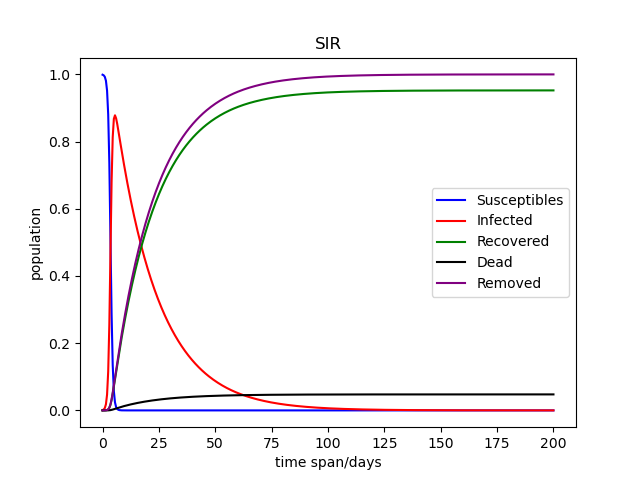 SIR
population
1.0
0.8
0.6
0.4
0.2
0.0
Susceptibles
Infected
Recovered
Dead
Removed
0 25 50 75 100 125 150 175 200
time span/days